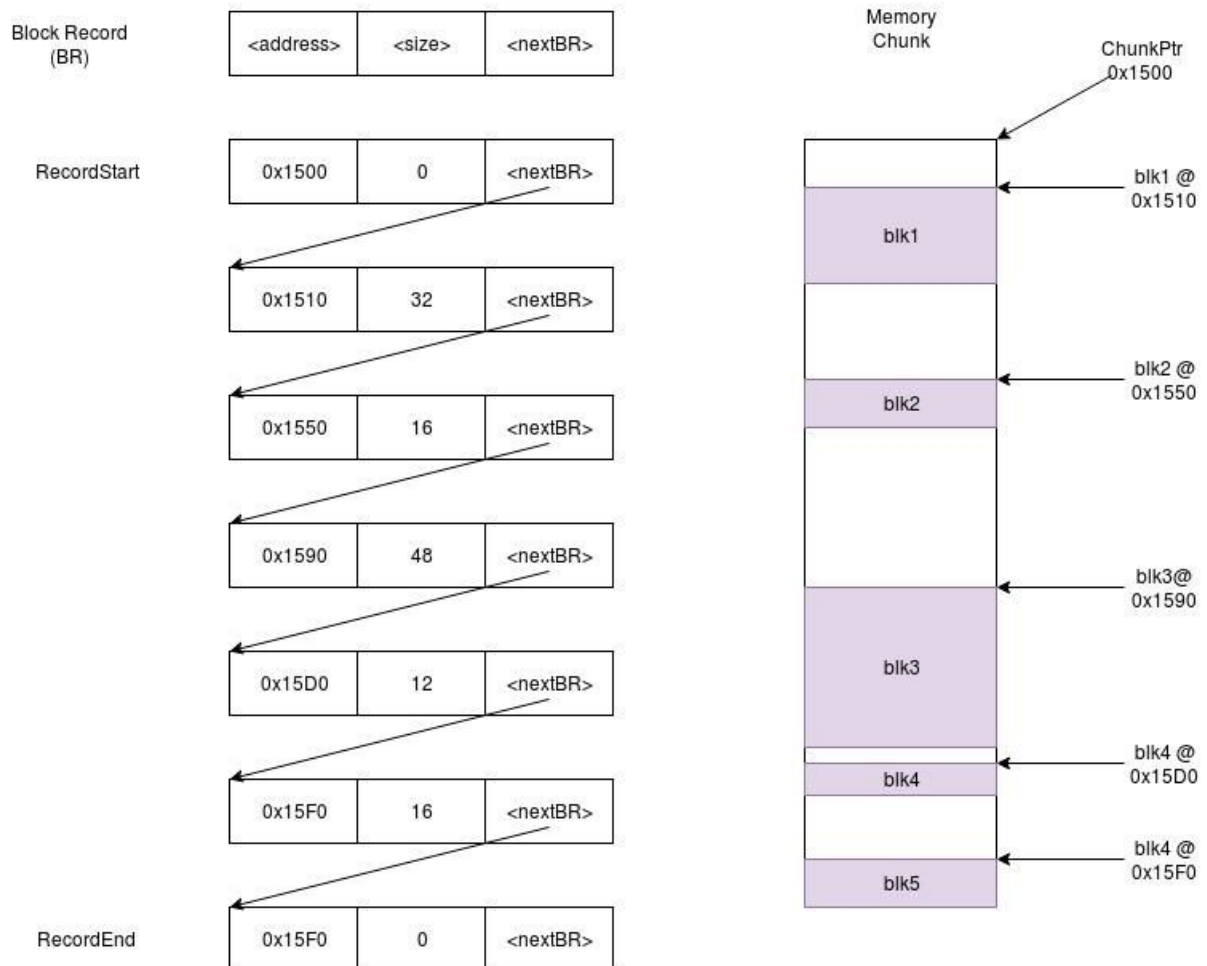 Block Record
(BR)
<address>
<size>
<nextBR>
Memory
Chunk
ChunkPtr
0x1500
RecordStart
0x1500
0
<nextBR>
0x1510
32
<nextBR>
0x1550
16
<nextBR>
0x1590
48
<nextBR>
0x15D0
12
<nextBR>
0x15F0
16
<nextBR>
RecordEnd
0x15F0
0
<nextBR>
blk1 @
0x1510
blk1
blk2 @
0x1550
blk2
blk3@
0x1590
blk3
blk4 @
0x15D0
blk4
blk4 @
0x15F0
blk5